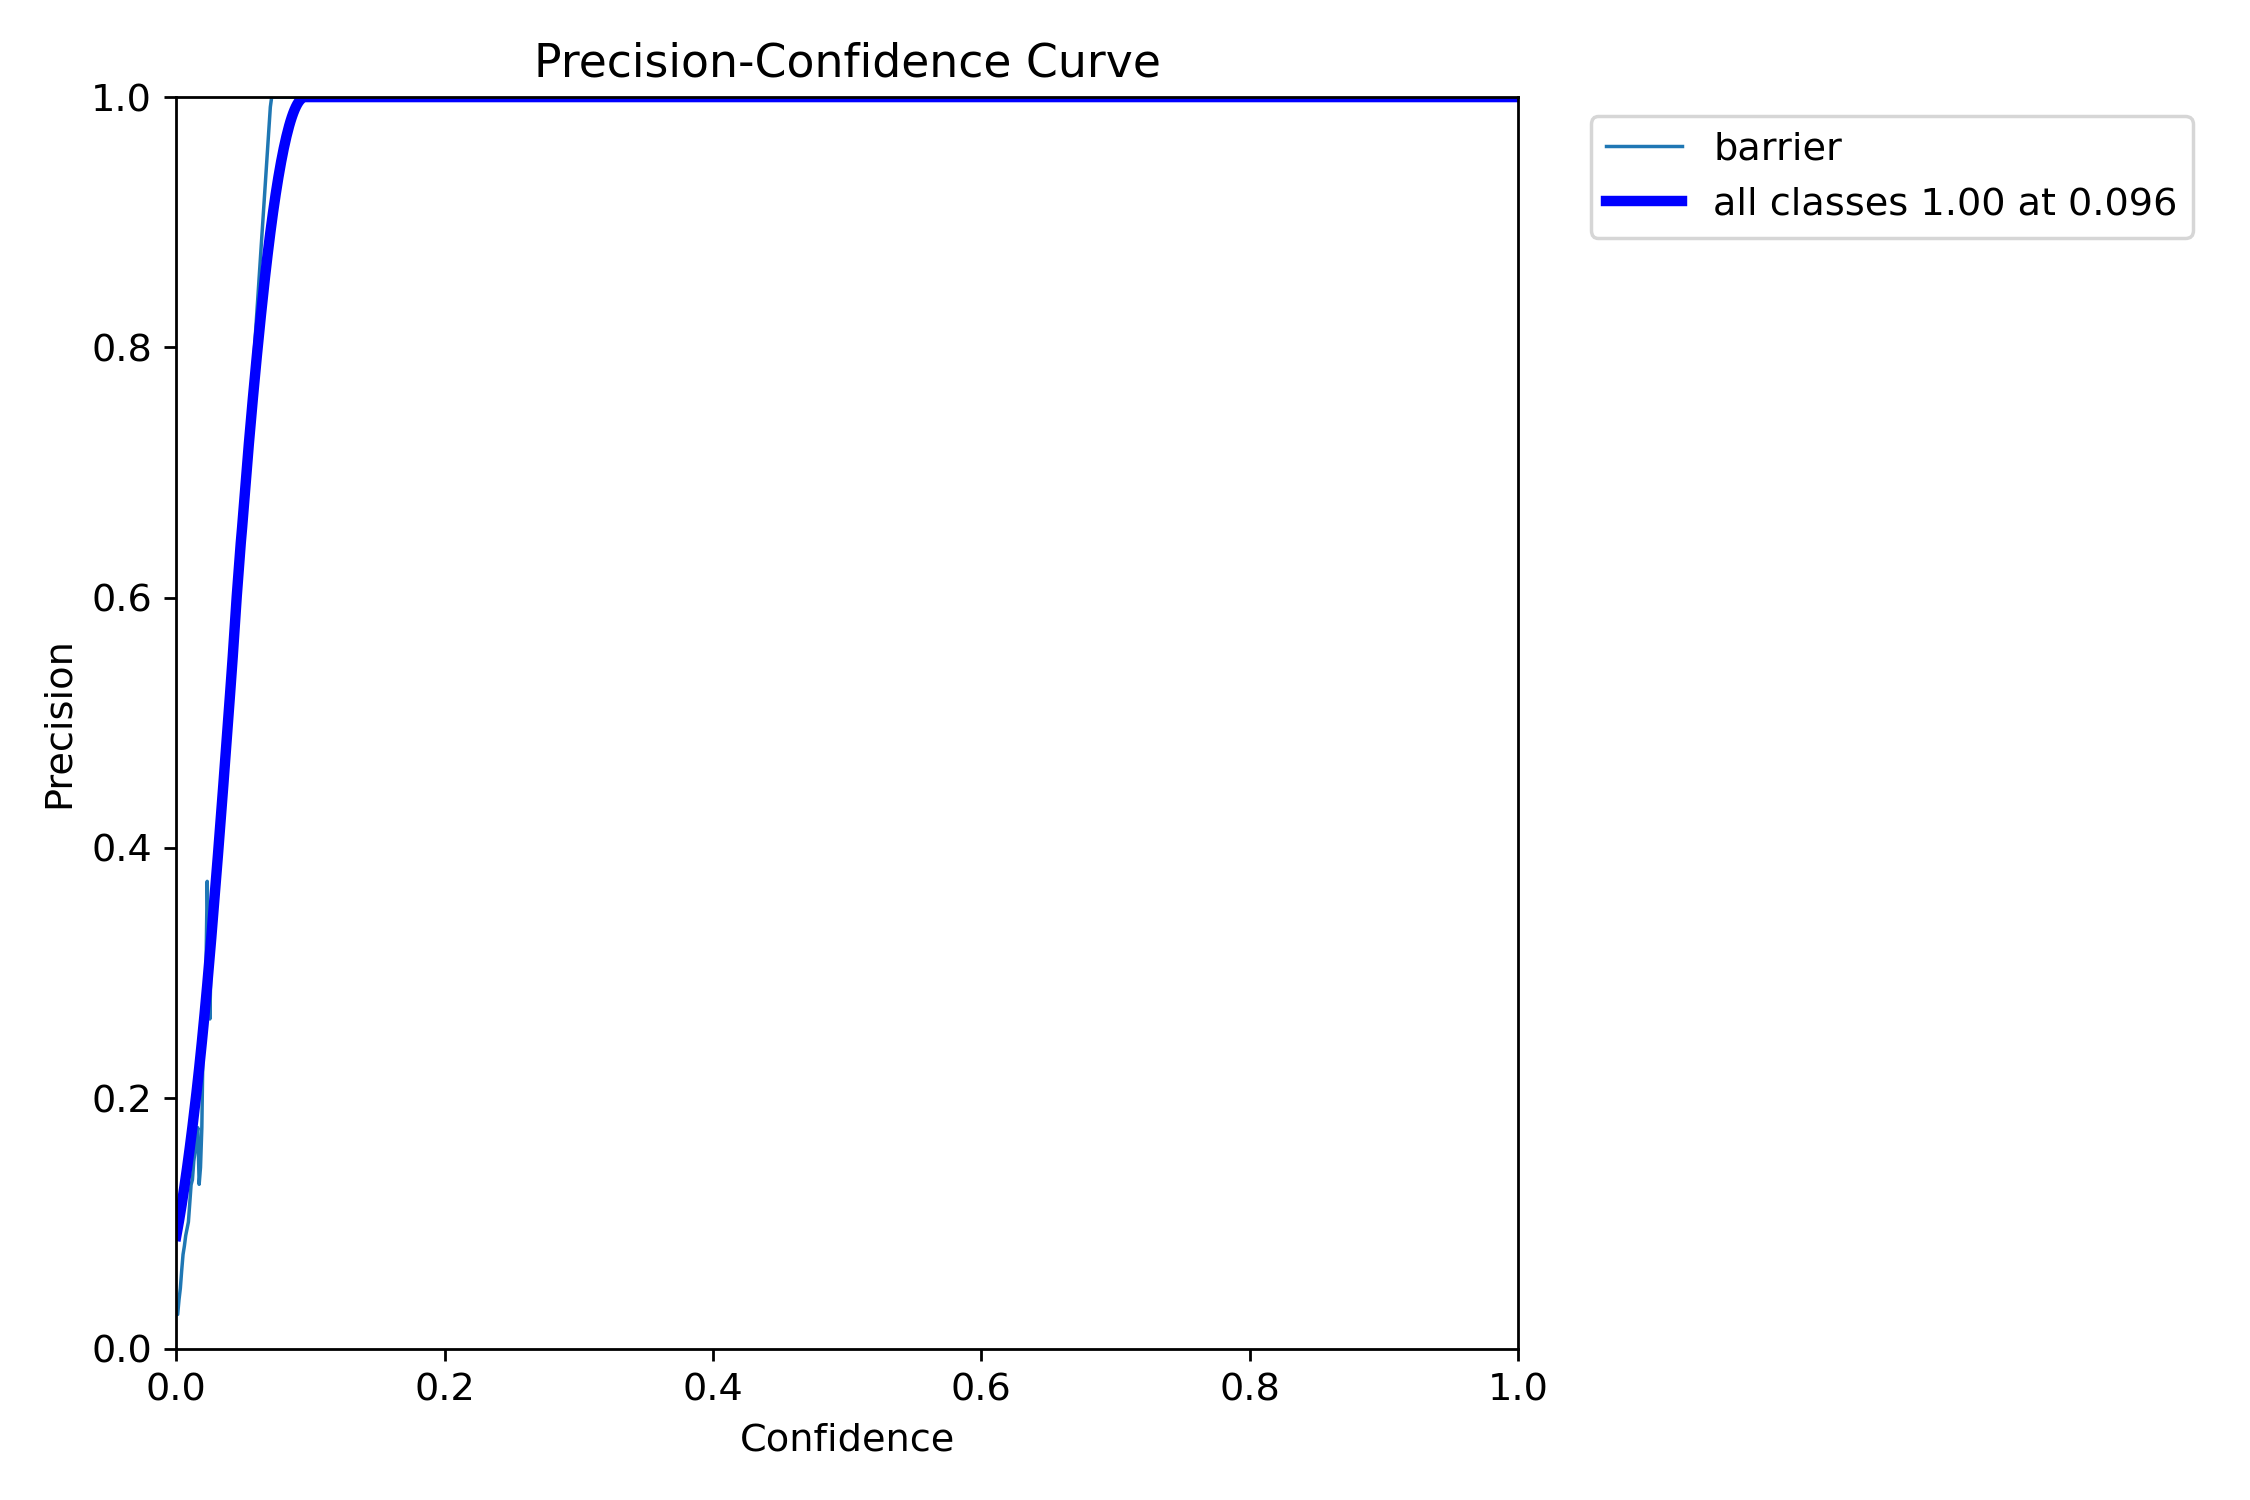 Precision-Confidence Curve
1.0
0.8
0.6
0.4
0.2
0.0
Precision
0.0 0.2 0.4 0.6 0.8 1.0
Confidence
barrier
all classes 1.00 at 0.096